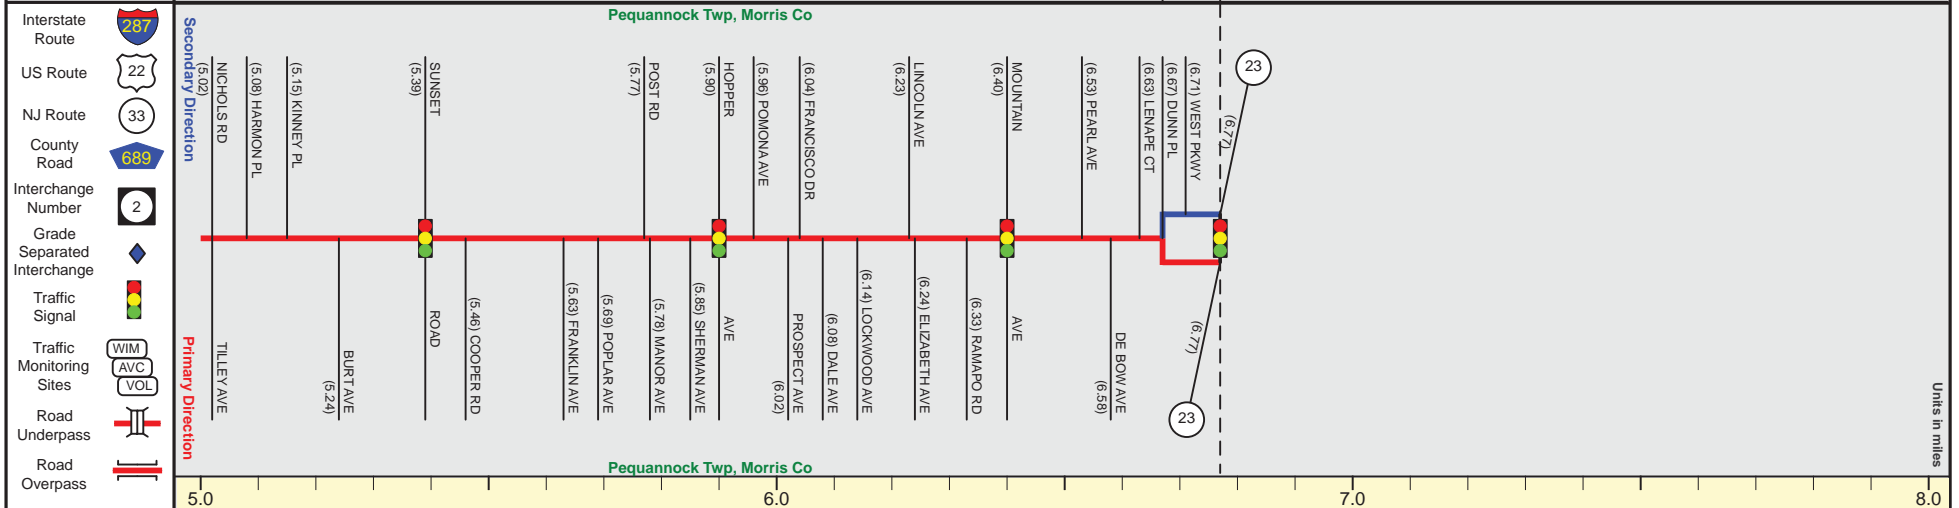 Interstate
Route
287
US Route
22
NJ Route
33
County
Road
689
Interchange
Number
2
Grade
Separated
Interchange
Traffic
Signal
Traffic
Monitoring
Sites
WIM
AVC
VOL
Road
Underpass
Road
Overpass
Secondary Direction
Primary Direction
Pequannock Twp, Morris Co
NICHOLS RD
(5.02)
(5.08) HARMON PL
(5.15) KINNEY PL
SUNSET
(5.39)
POST RD
(5.77)
HOPPER
(5.90)
(5.96) POMONA AVE
(6.04) FRANCISCO DR
LINCOLN AVE
(6.23)
MOUNTAIN
(6.40)
(6.53) PEARL AVE
(6.63) LENAPE CT
(6.67) DUNN PL
(6.71) WEST PKWY
(6.77)
23
TILLEY AVE
BURT AVE
(5.24)
ROAD
(5.46) COOPER RD
(5.63) FRANKLIN AVE
(5.69) POPLAR AVE
(5.78) MANOR AVE
(5.85) SHERMAN AVE
AVE
PROSPECT AVE
(6.02)
(6.08) DALE AVE
(6.14) LOCKWOOD AVE
(6.24) ELIZABETH AVE
(6.33) RAMAPO RD
AVE
DE BOW AVE
(6.58)
(6.77)
23
Pequannock Twp, Morris Co
Units in miles
5.0
6.0
7.0
8.0